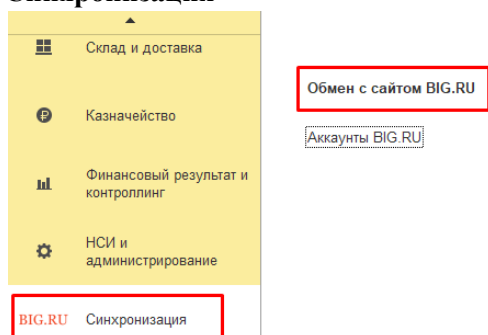 Синхронизация
Склад и доставка
Казначейство
Финансовый результат и
контроллинг
НСИ и
администрирование
BIG.RU Синхронизация
Обмен с сайтом BIG.RU
Аккаунты BIG.RU